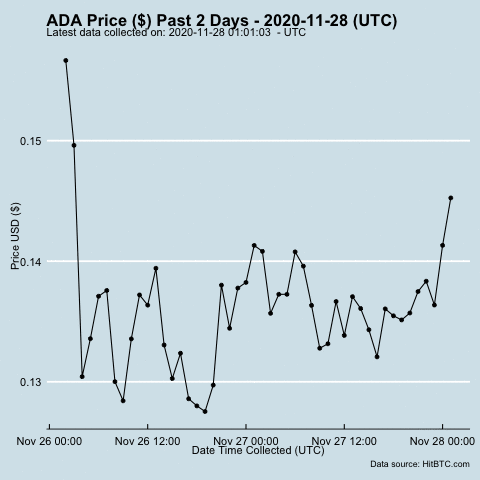 ADA Price ($) Past 2 Days - 2020-11-28 (UTC)
Latest data collected on: 2020-11-28 01:01:03  - UTC
Price USD ($)
0.15
0.14
0.13
Nov 26 00:00 Nov 26 12:00 Nov 27 00:00 Nov 27 12:00 Nov 28 00:00
Date Time Collected (UTC)
Data source: HitBTC.com